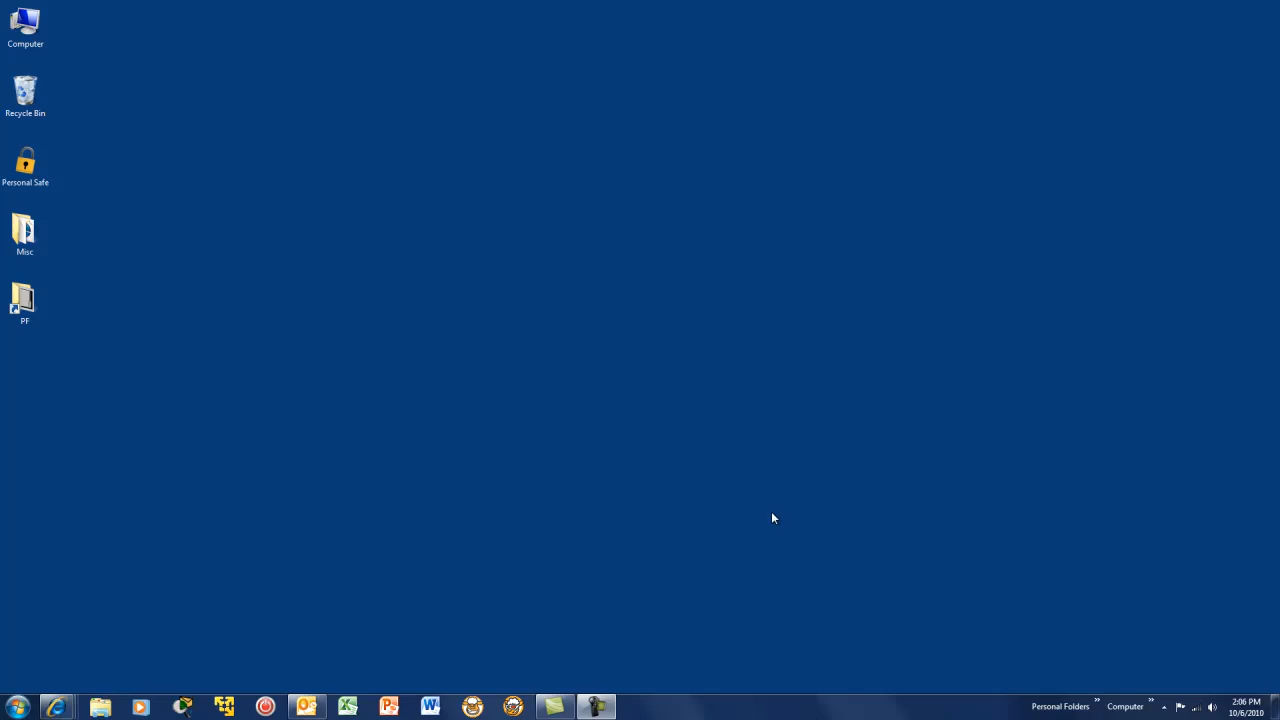 Computer
Recycle Bin
Personal Safe
Misc
PF
Personal Folders
Computer
2:06 PM
10/6/2010